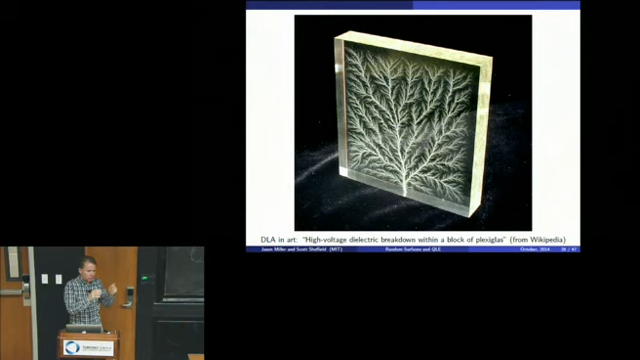 DLA in art: "High-voltage dielectric breakdown within a block of plexiglas" (from Wikipedia)
Jason Miller and Scott Sheffield (MIT) Random Surfaces and QLE October, 2014